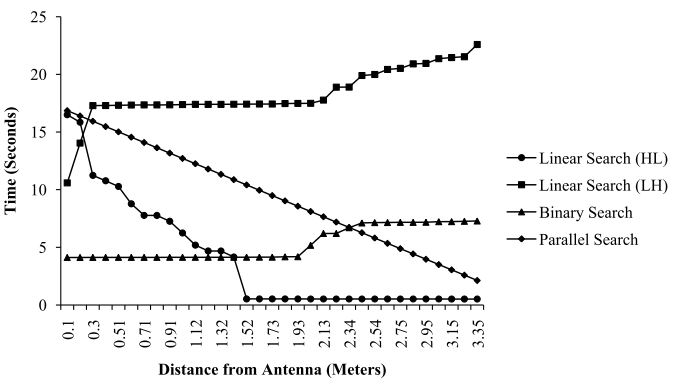 25
20
15
10
5
0
Time (Seconds)
0.1 0.3 0.51 0.71 0.91 1.12 1.32 1.52 1.73 1.93 2.13 2.34 2.54 2.75 2.95 3.15 3.35
Distance from Antenna (Meters)
Linear Search (HL)
Linear Search (LH)
Binary Search
Parallel Search